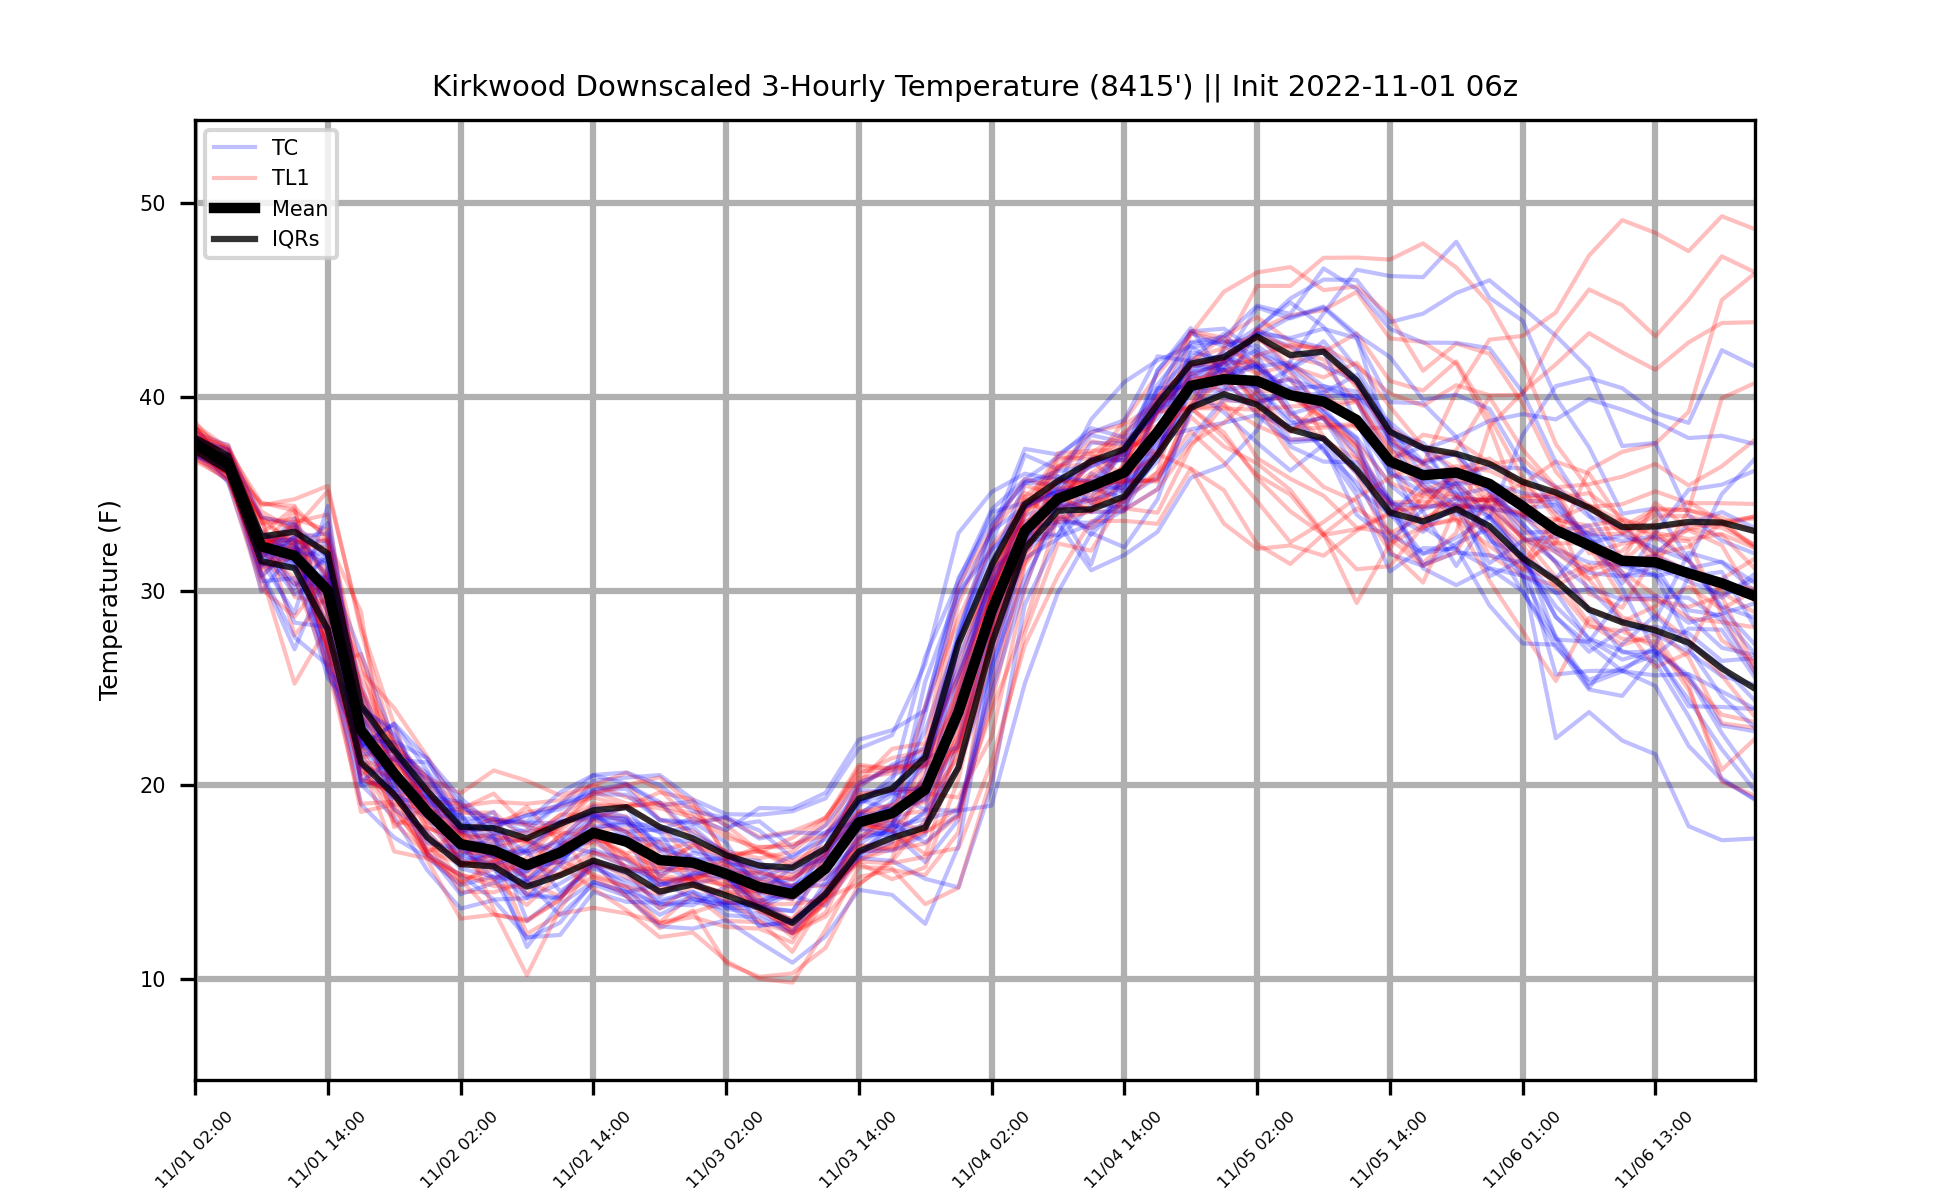 Kirkwood Downscaled 3-Hourly Temperature (8415') || Init 2022-11-01 06z
TC
TL1
Mean
IQRs
Temperature (F)
50
40
30
20
10
11/01 02:00
11/01 14:00
11/02 02:00
11/02 14:00
11/03 02:00
11/03 14:00
11/04 02:00
11/04 14:00
11/05 02:00
11/05 14:00
11/06 01:00
11/06 13:00